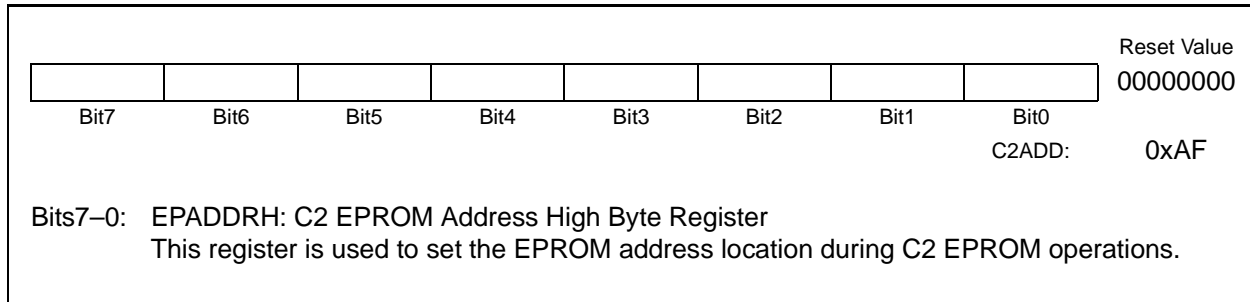 Reset Value
00000000
Bit7 Bit6 Bit5 Bit4 Bit3 Bit2 Bit1 Bit0
C2ADD: 0xAF
Bits7–0: EPADDRH: C2 EPROM Address High Byte Register
This register is used to set the EPROM address location during C2 EPROM operations.